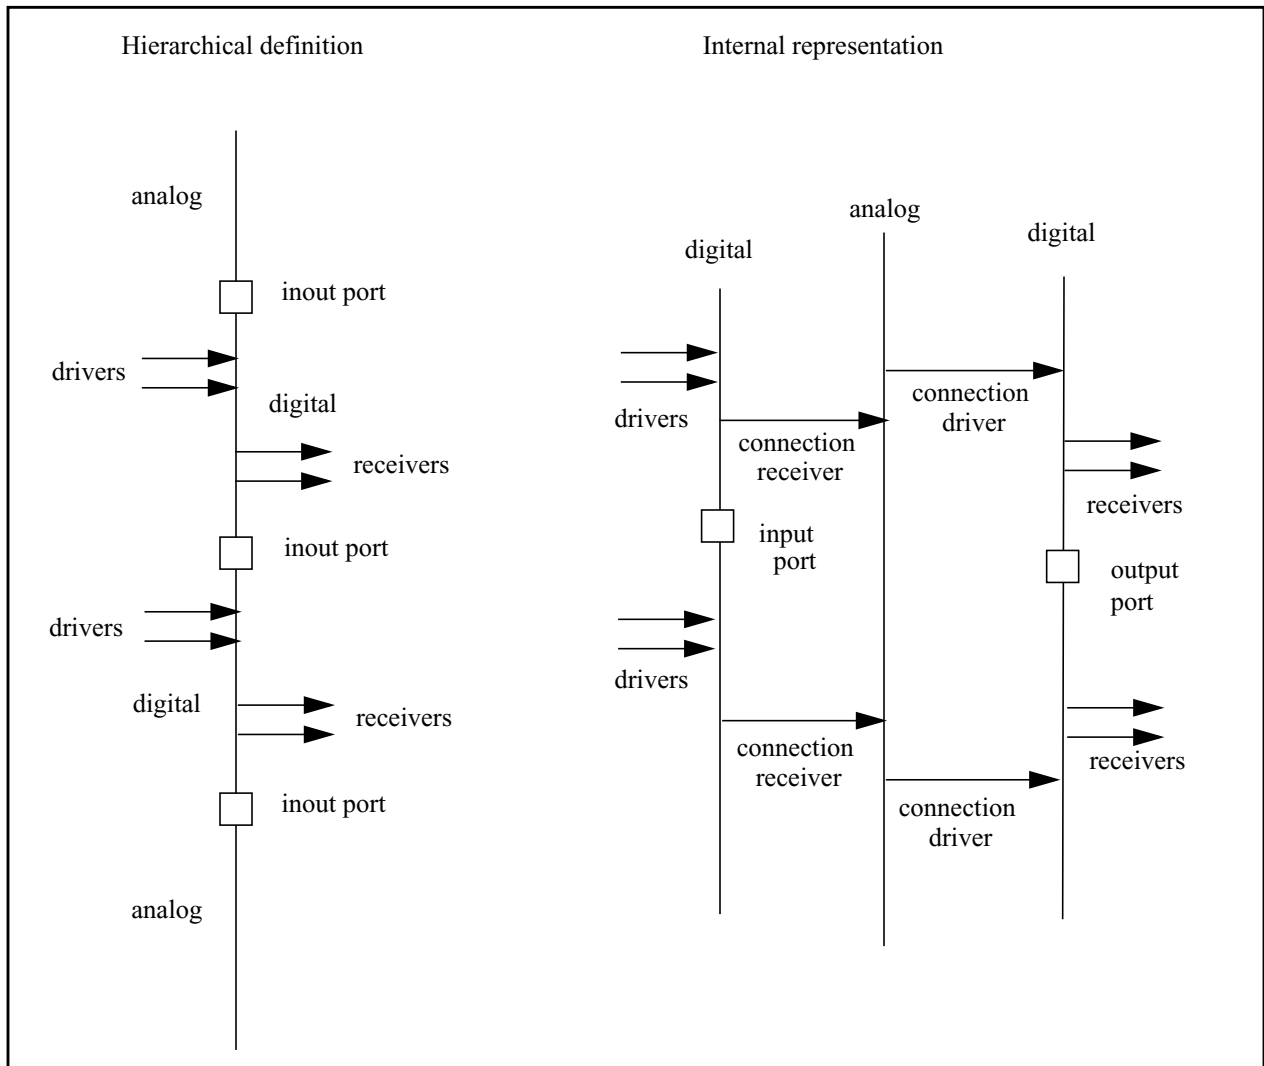 Hierarchical definition
analog
inout port
drivers
digital
receivers
inout port
drivers
digital
receivers
inout port
analog
Internal representation
digital
analog
digital
drivers
connection
receiver
connection
driver
receivers
input
port
output
port
drivers
connection
receiver
receivers
connection
driver